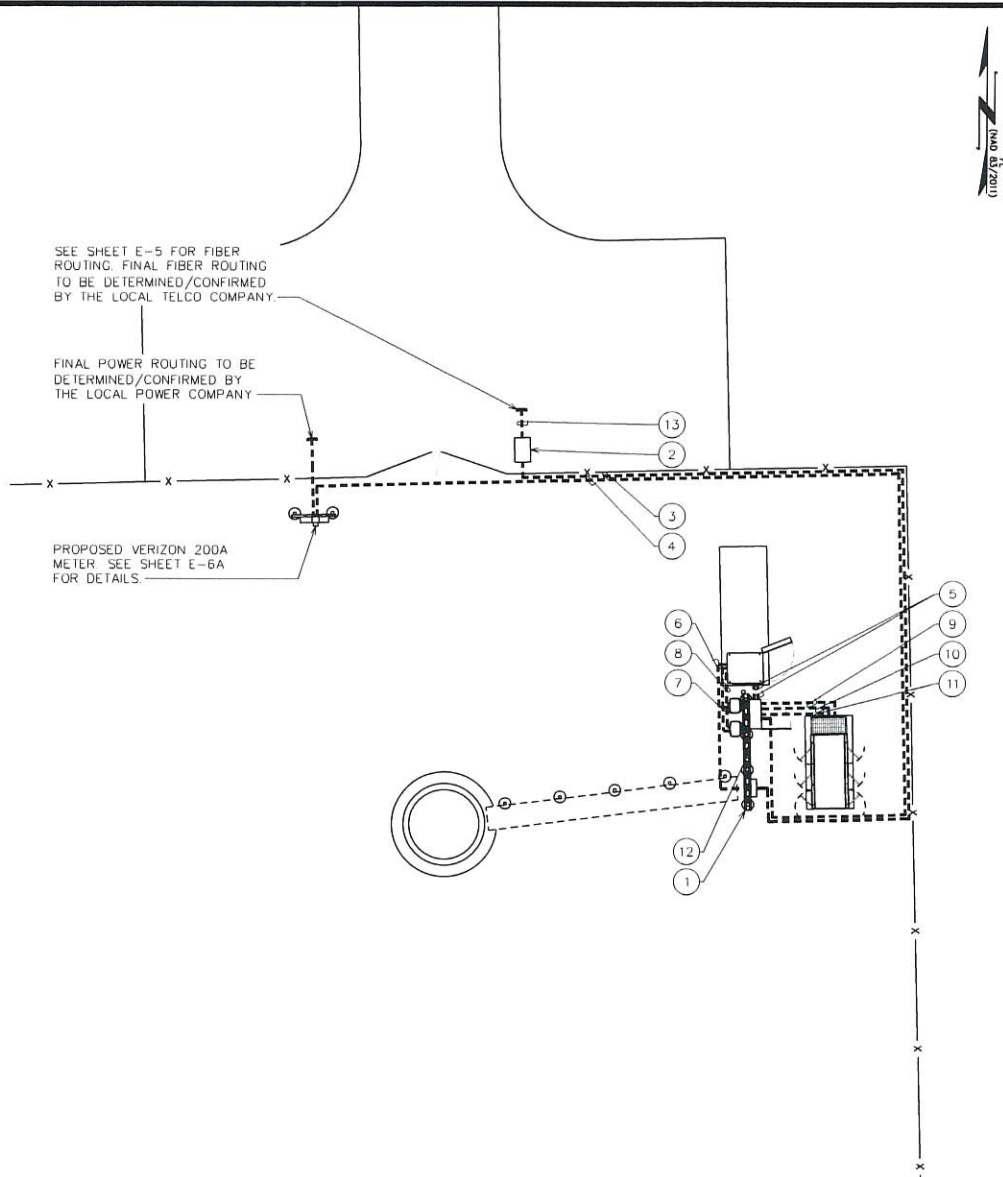 (NAD 83/2011)
SEE SHEET E-5 FOR FIBER
ROUTING. FINAL FIBER ROUTING
TO BE DETERMINED/CONFIRMED
BY THE LOCAL TELCO COMPANY.
FINAL POWER ROUTING TO BE
DETERMINED/CONFIRMED BY
THE LOCAL POWER COMPANY
13
2
X X X X X X
3
4
PROPOSED VERIZON 200A
METER. SEE SHEET E-6A
FOR DETAILS.
X
5
6
9
8
10
7
11
X
X
12
1
X
X
X